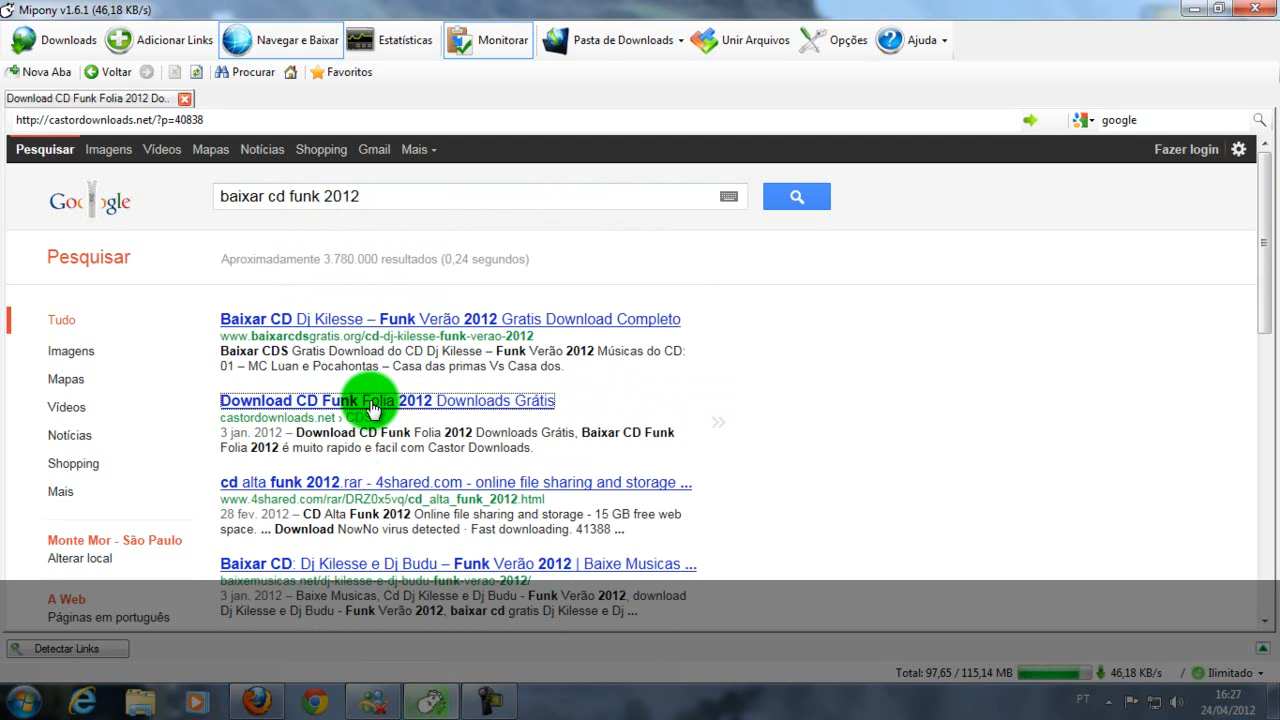 Mipony v1.6.1 (46,18 KB/s)
Downloads Adicionar Links Navegar e Baixar Estatísticas Monitorar Pasta de Downloads Unir Arquivos Opções Ajuda
Nova Aba Voltar Procurar Favoritos
Download CD Funk Folia 2012 Do..
http://castordownloads.net/?p=40838
google
Pesquisar Imagens Vídeos Mapas Notícias Shopping Gmail Mais
Fazer login
Google
baixar cd funk 2012
Pesquisar
Aproximadamente 3.780.000 resultados (0,24 segundos)
Tudo
Imagens
Mapas
Vídeos
Notícias
Shopping
Mais
Monte Mor - São Paulo
Alterar local
A Web
Páginas em português
Baixar CD Dj Kilesse – Funk Verão 2012 Gratis Download Completo
www.baixarcdsgratis.org/cd-dj-kilesse-funk-verao-2012
Baixar CDS Gratis Download do CD Dj Kilesse – Funk Verão 2012 Músicas do CD:
01 – MC Luan e Pocahontas – Casa das primas Vs Casa dos.
Download CD Funk Folia 2012 Downloads Grátis
castordownloads.net › CD
3 jan. 2012 – Download CD Funk Folia 2012 Downloads Grátis, Baixar CD Funk
Folia 2012 é muito rapido e facil com Castor Downloads.
cd alta funk 2012.rar - 4shared.com - online file sharing and storage ...
www.4shared.com/rar/DRZ0x5vq/cd_alta_funk_2012.html
28 fev. 2012 – CD Alta Funk 2012 Online file sharing and storage - 15 GB free web
space. ... Download NowNo virus detected · Fast downloading. 41388 ...
Baixar CD: Dj Kilesse e Dj Budu – Funk Verão 2012 | Baixe Musicas ...
baixemusicas.net/dj-kilesse-e-dj-budu-funk-verao-2012/
3 jan. 2012 – Baixe Musicas, Cd Dj Kilesse e Dj Budu - Funk Verão 2012, download
Dj Kilesse e Dj Budu - Funk Verão 2012, baixar cd gratis Dj Kilesse e Dj ...
Detectar Links
Total: 97,65 / 115,14 MB 46,18 KB/s / Ilimitado
PT
16:27
24/04/2012